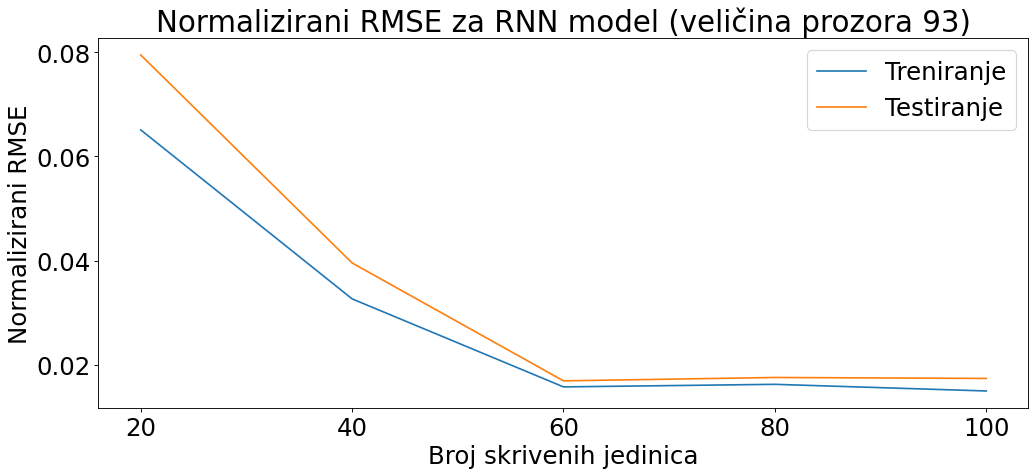 Normalizirani RMSE za RNN model (veličina prozora 93)
Treniranje
Testiranje
Normalizirani RMSE
0.08
0.06
0.04
0.02
20 40 60 80 100
Broj skrivenih jedinica